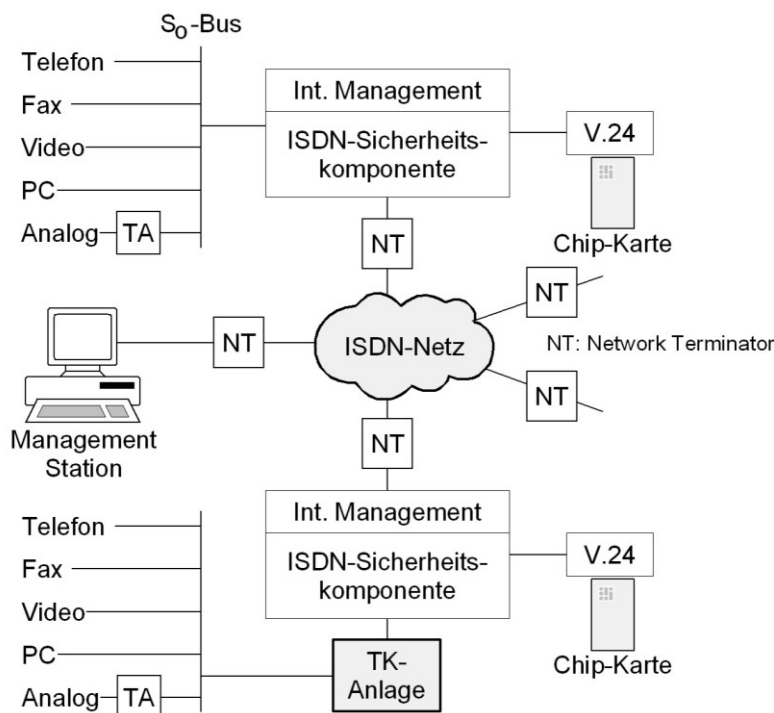 S₀-Bus
Telefon
Fax
Video
PC
Analog TA
Int. Management
ISDN-Sicherheits-
komponente
V.24
Chip-Karte
NT
NT
ISDN-Netz
NT
NT: Network Terminator
NT
Management
Station
NT
Int. Management
ISDN-Sicherheits-
komponente
V.24
Chip-Karte
Telefon
Fax
Video
PC
Analog TA
TK-
Anlage